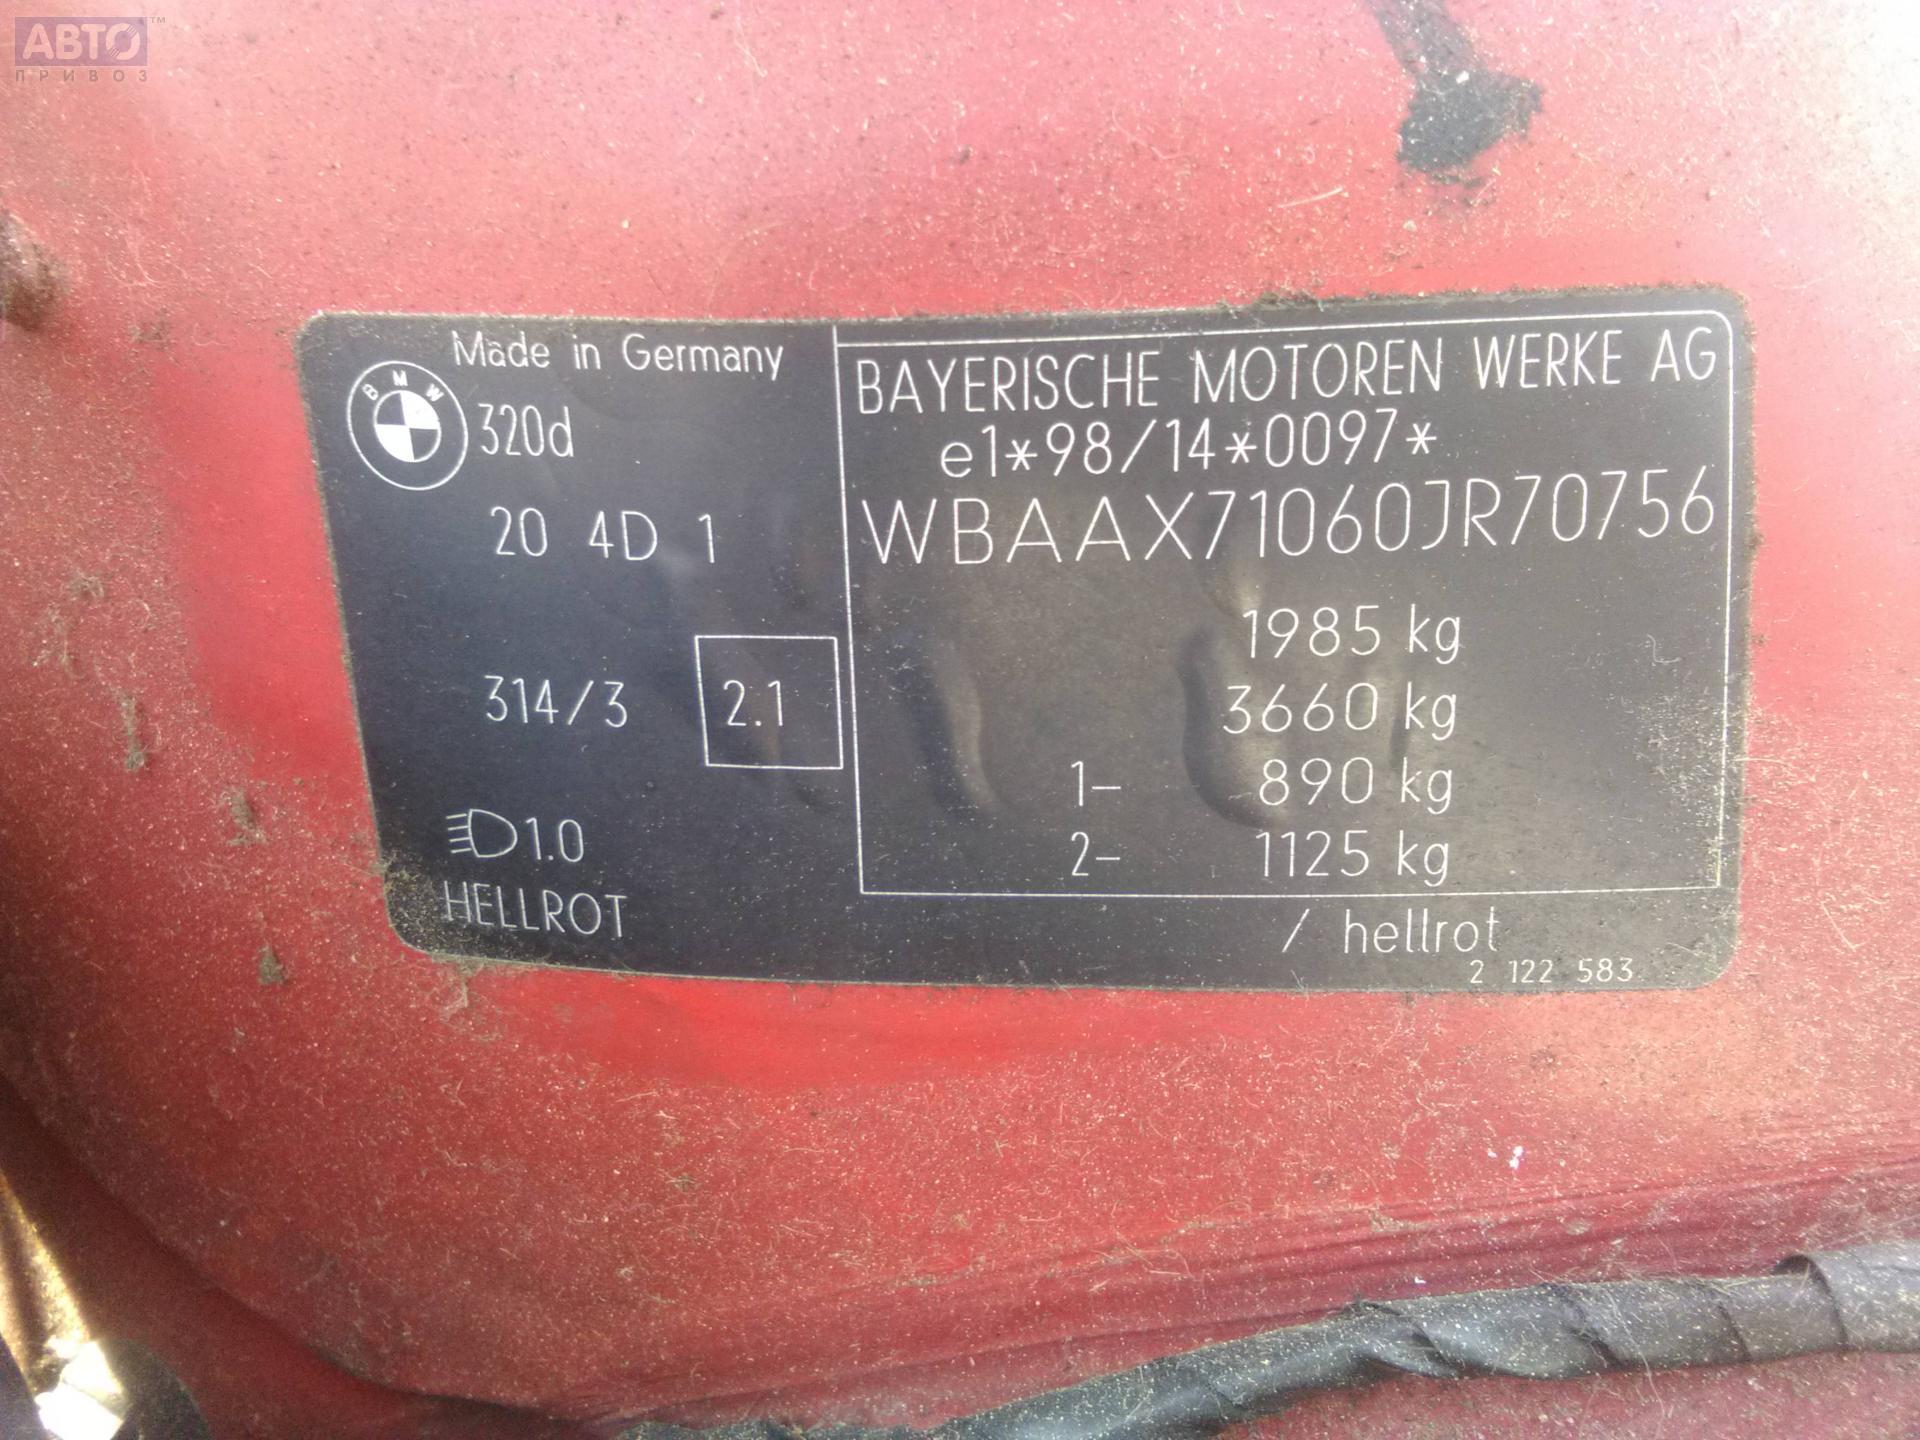 АВТО™
ПРИВОЗ
Made in Germany
BMW
320d
20 4D 1
314/3 2.1
1.0
HELLROT
BAYERISCHE MOTOREN WERKE AG
e1*98/14*0097*
WBAAX71060JR70756
1985 kg
3660 kg
1- 890 kg
2- 1125 kg
/ hellrot
2 122 583